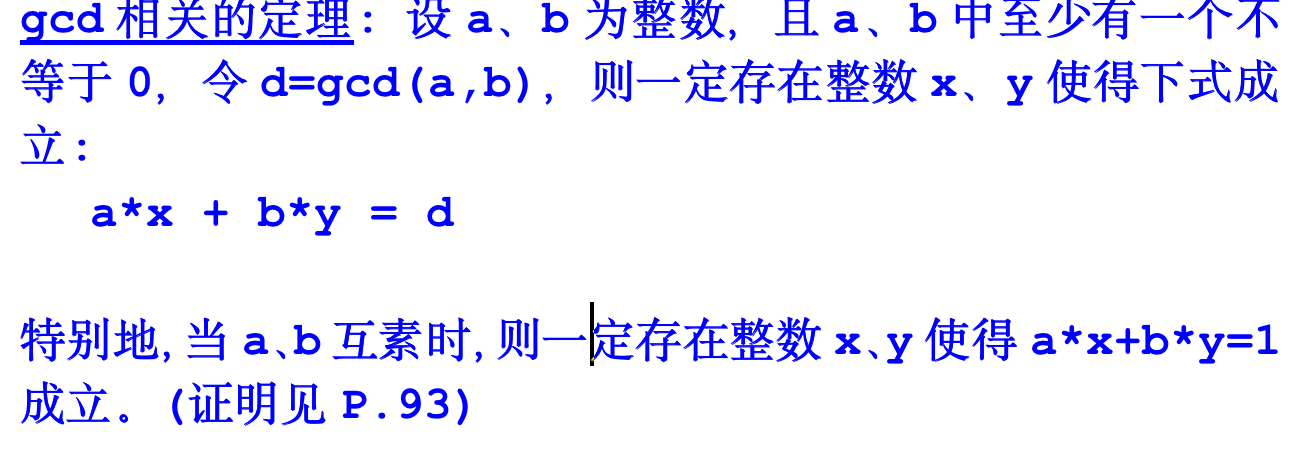 gcd 相关的定理：设 a、b 为整数，且 a、b 中至少有一个不
等于 0，令 d=gcd(a,b)，则一定存在整数 x、y 使得下式成
立：
a*x + b*y = d
特别地,当 a、b 互素时,则一定存在整数 x、y 使得 a*x+b*y=1
成立。(证明见 P.93)